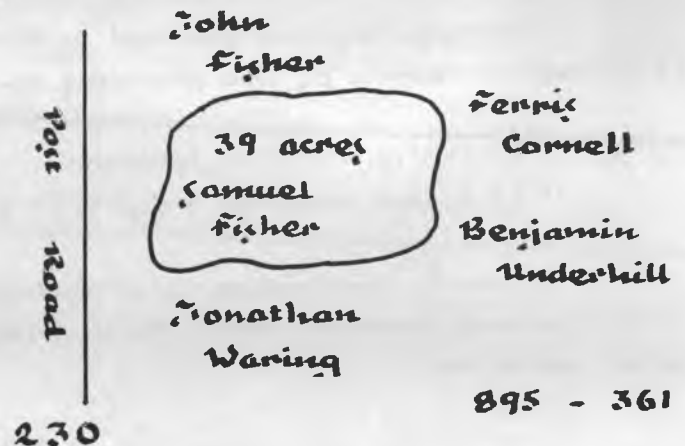 John
Fisher
Ferris
Cornell
39 acres
Samuel
Fisher
Post Road
Benjamin
Underhill
Jonathan
Waring
895 - 361
230